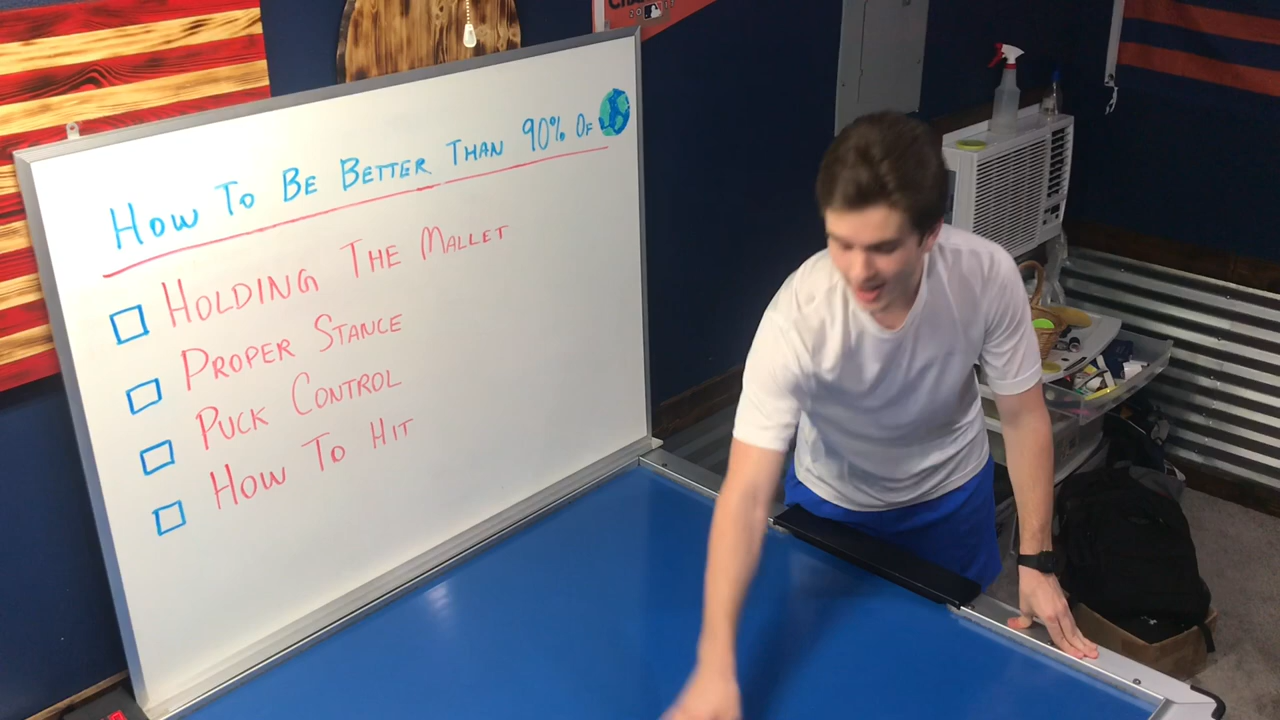 How To Be Better Than 90% Of
Holding The Mallet
Proper Stance
Puck Control
How To Hit